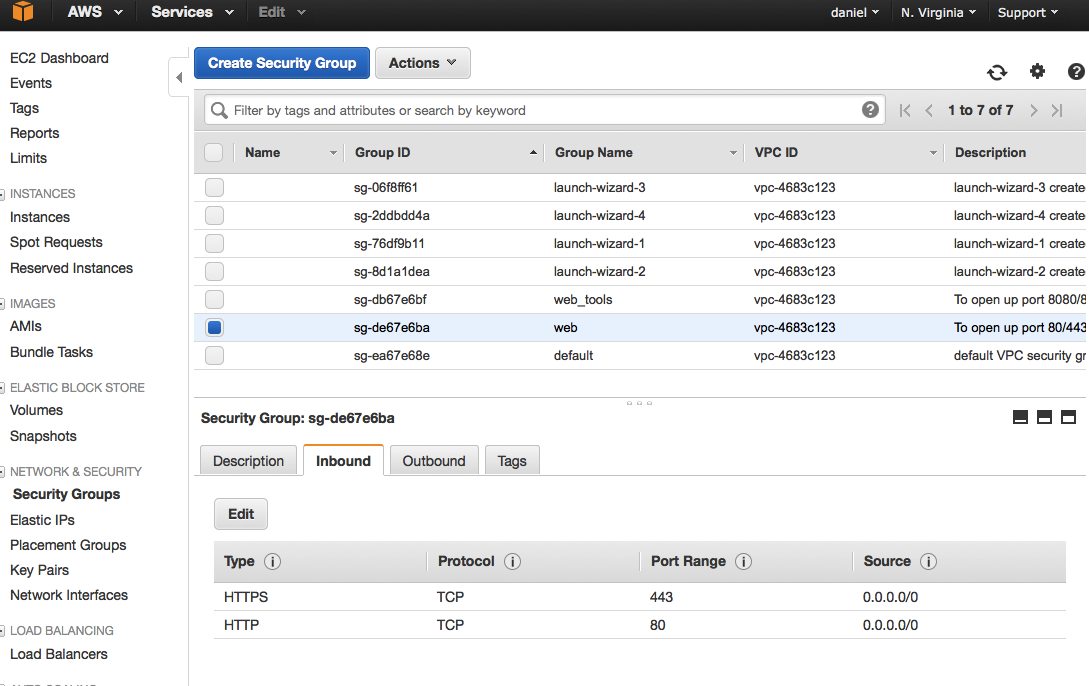 AWS Services Edit daniel N. Virginia Support
EC2 Dashboard
Events
Tags
Reports
Limits
INSTANCES
Instances
Spot Requests
Reserved Instances
IMAGES
AMIs
Bundle Tasks
ELASTIC BLOCK STORE
Volumes
Snapshots
NETWORK & SECURITY
Security Groups
Elastic IPs
Placement Groups
Key Pairs
Network Interfaces
LOAD BALANCING
Load Balancers
Create Security Group Actions
Filter by tags and attributes or search by keyword 1 to 7 of 7
Name Group ID Group Name VPC ID Description
sg-06f8ff61 launch-wizard-3 vpc-4683c123 launch-wizard-3 create
sg-2ddbdd4a launch-wizard-4 vpc-4683c123 launch-wizard-4 create
sg-76df9b11 launch-wizard-1 vpc-4683c123 launch-wizard-1 create
sg-8d1a1dea launch-wizard-2 vpc-4683c123 launch-wizard-2 create
sg-db67e6bf web_tools vpc-4683c123 To open up port 8080/8
sg-de67e6ba web vpc-4683c123 To open up port 80/443
sg-ea67e68e default vpc-4683c123 default VPC security gr
Security Group: sg-de67e6ba
Description Inbound Outbound Tags
Edit
Type Protocol Port Range Source
HTTPS TCP 443 0.0.0.0/0
HTTP TCP 80 0.0.0.0/0